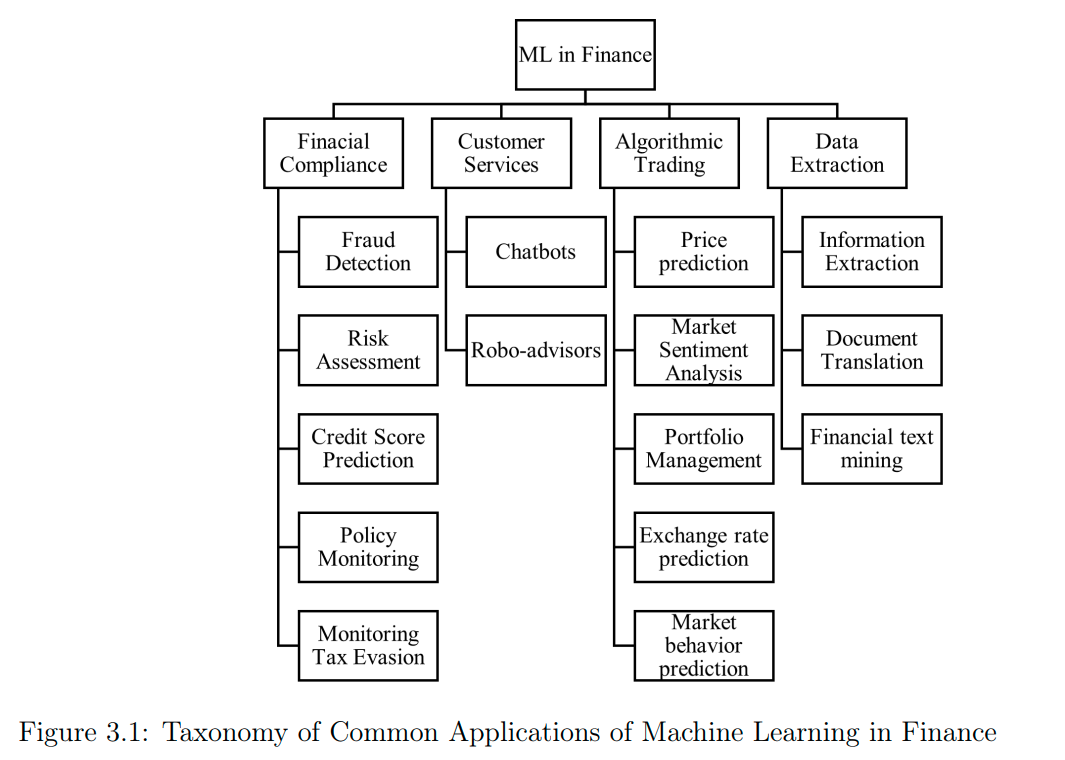 ML in Finance
Finacial
Compliance
Customer
Services
Algorithmic
Trading
Data
Extraction
Fraud
Detection
Risk
Assessment
Credit Score
Prediction
Policy
Monitoring
Monitoring
Tax Evasion
Chatbots
Robo-advisors
Price
prediction
Market
Sentiment
Analysis
Portfolio
Management
Exchange rate
prediction
Market
behavior
prediction
Information
Extraction
Document
Translation
Financial text
mining
Figure 3.1: Taxonomy of Common Applications of Machine Learning in Finance